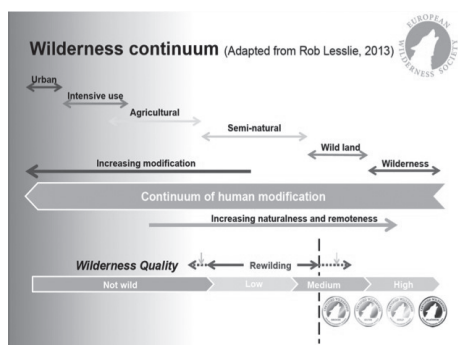 Wilderness continuum (Adapted from Rob Lesslie, 2013)
EUROPEAN WILDERNESS SOCIETY
Urban
Intensive use
Agricultural
Semi-natural
Wild land
Increasing modification
Wilderness
Continuum of human modification
Increasing naturalness and remoteness
Wilderness Quality
Rewilding
Not wild
Low
Medium
High